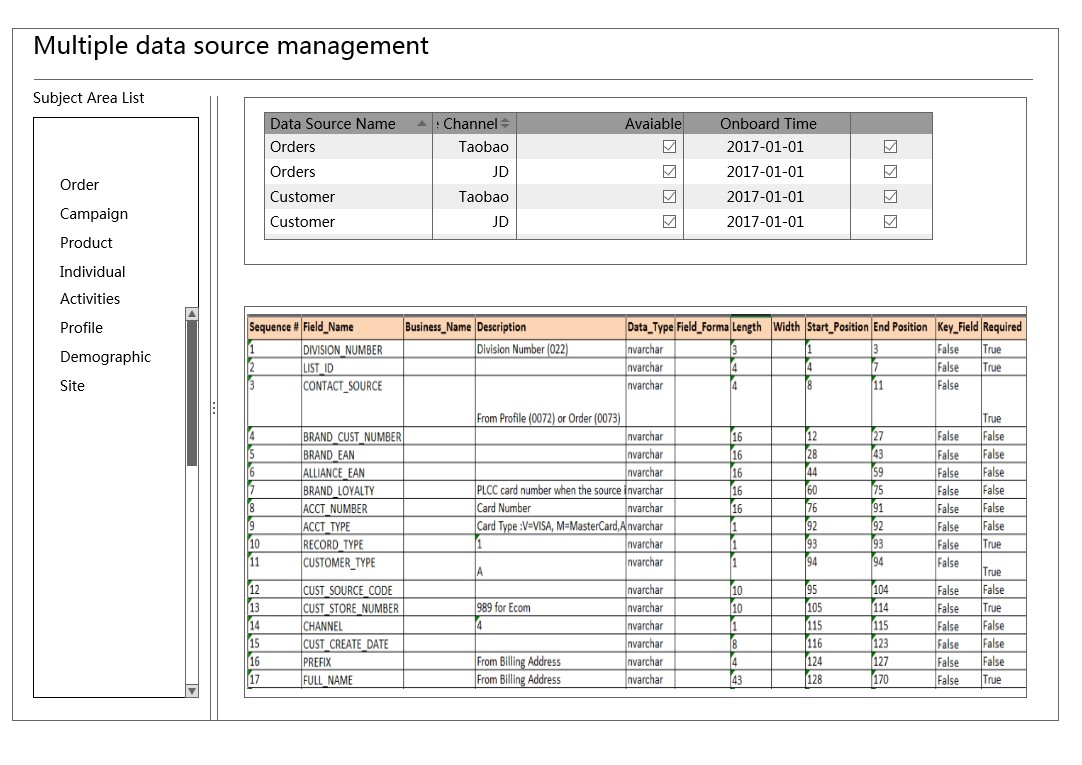 Multiple data source management
Subject Area List
Order
Campaign
Product
Individual
Activities
Profile
Demographic
Site
Data Source Name Channel Avaiable Onboard Time
Orders Taobao 2017-01-01
Orders JD 2017-01-01
Customer Taobao 2017-01-01
Customer JD 2017-01-01
Sequence # Field_Name Business_Name Description Data_Type Field_Forma Length Width Start_Position End Position Key_Field Required
1 DIVISION_NUMBER Division Number (022) nvarchar 3 1 3 False True
2 LIST_ID nvarchar 4 4 7 False True
3 CONTACT_SOURCE From Profile (0072) or Order (0073) nvarchar 4 8 11 False True
4 BRAND_CUST_NUMBER nvarchar 16 12 27 False False
5 BRAND_EAN nvarchar 16 28 43 False False
6 ALLIANCE_EAN nvarchar 16 44 59 False False
7 BRAND_LOYALTY PLCC card number when the source i nvarchar 16 60 75 False False
8 ACCT_NUMBER Card Number nvarchar 16 76 91 False False
9 ACCT_TYPE Card Type :V=VISA, M=MasterCard,A nvarchar 1 92 92 False False
10 RECORD_TYPE 1 nvarchar 1 93 93 False True
11 CUSTOMER_TYPE A nvarchar 1 94 94 False True
12 CUST_SOURCE_CODE nvarchar 10 95 104 False False
13 CUST_STORE_NUMBER 989 for Ecom nvarchar 10 105 114 False True
14 CHANNEL 4 nvarchar 1 115 115 False False
15 CUST_CREATE_DATE nvarchar 8 116 123 False False
16 PREFIX From Billing Address nvarchar 4 124 127 False False
17 FULL_NAME From Billing Address nvarchar 43 128 170 False True